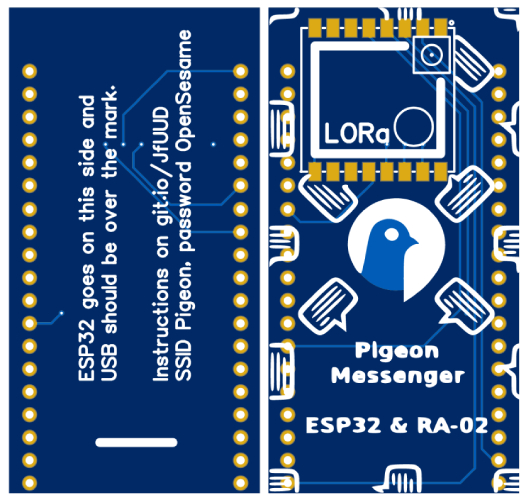 ESP32 goes on this side and
USB should be over the mark.
Instructions on git.io/JfUUD
SSID Pigeon, password OpenSesame
LORa
Pigeon
Messenger
ESP32 & RA-02